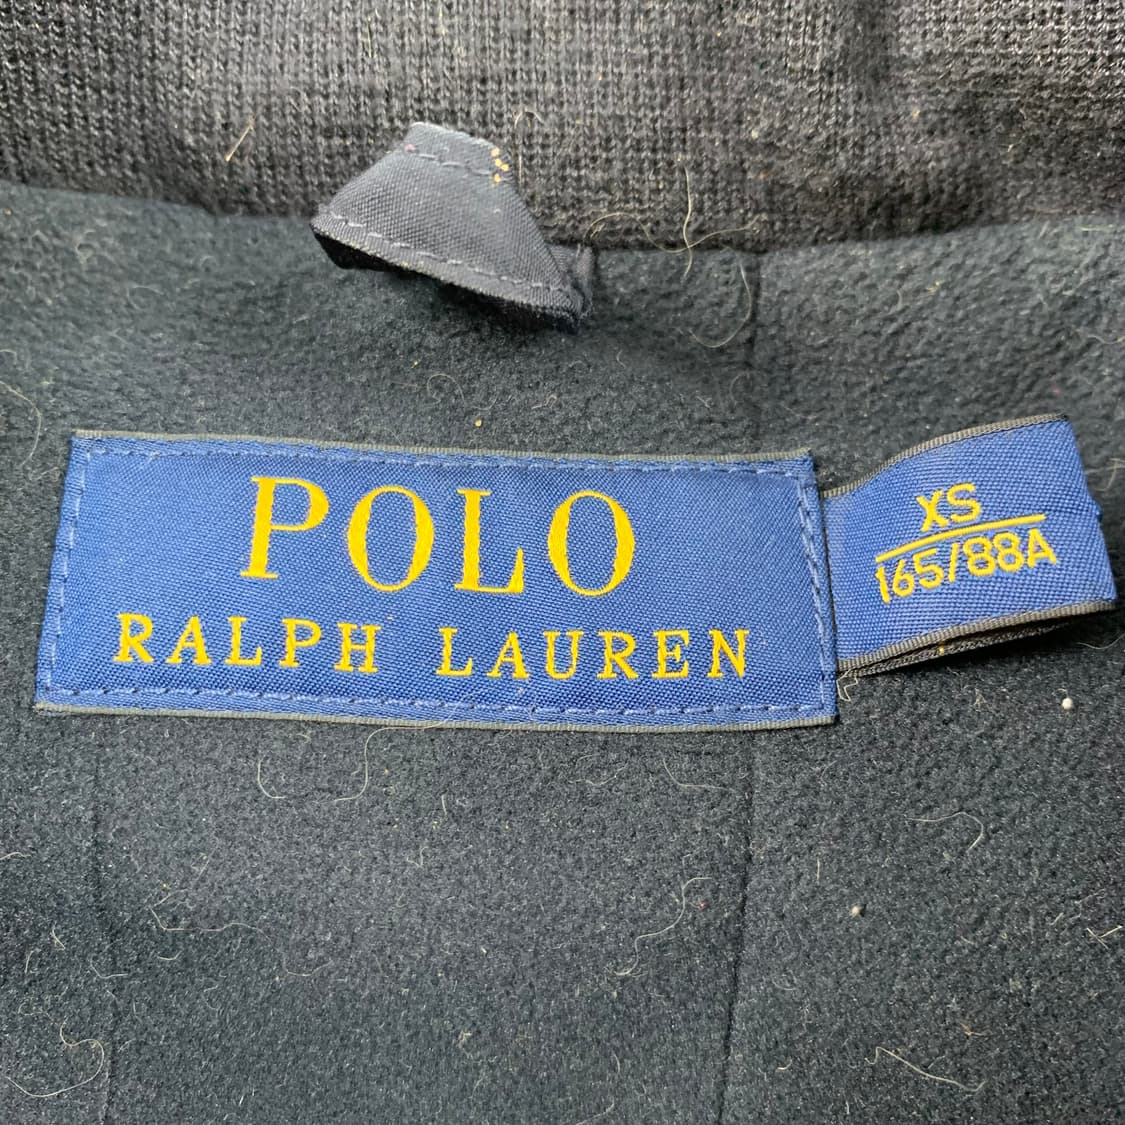 POLO
RALPH LAUREN
XS
165/88A